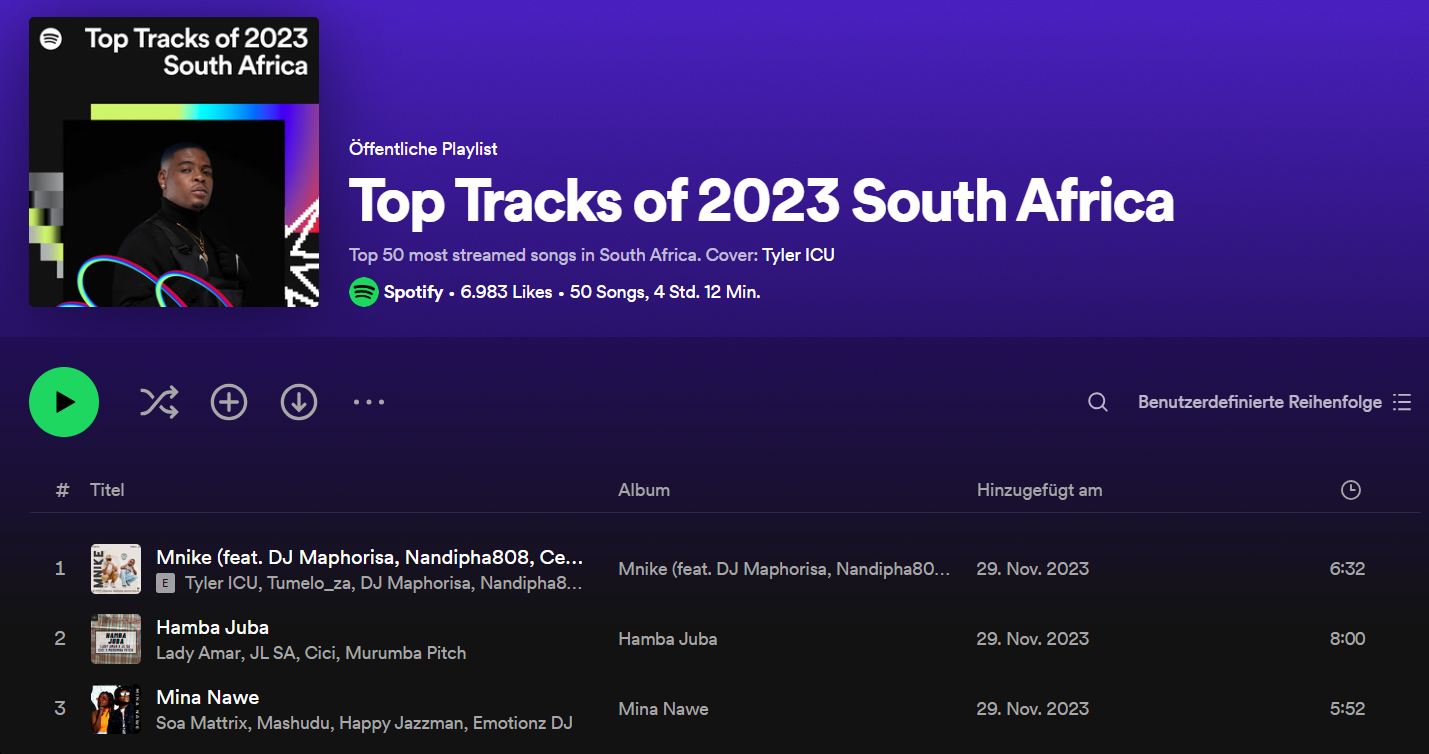 Top Tracks of 2023
South Africa
Öffentliche Playlist
Top Tracks of 2023 South Africa
Top 50 most streamed songs in South Africa. Cover: Tyler ICU
Spotify • 6.983 Likes • 50 Songs, 4 Std. 12 Min.
Benutzerdefinierte Reihenfolge
# Titel Album Hinzugefügt am
1 MNIKE Mnike (feat. DJ Maphorisa, Nandipha808, Ce... Mnike (feat. DJ Maphorisa, Nandipha80... 29. Nov. 2023 6:32
E Tyler ICU, Tumelo_za, DJ Maphorisa, Nandipha8...
2 HAMBA JUBA Hamba Juba Hamba Juba 29. Nov. 2023 8:00
Lady Amar, JL SA, Cici, Murumba Pitch
3 MINA NAWE Mina Nawe Mina Nawe 29. Nov. 2023 5:52
Soa Mattrix, Mashudu, Happy Jazzman, Emotionz DJ